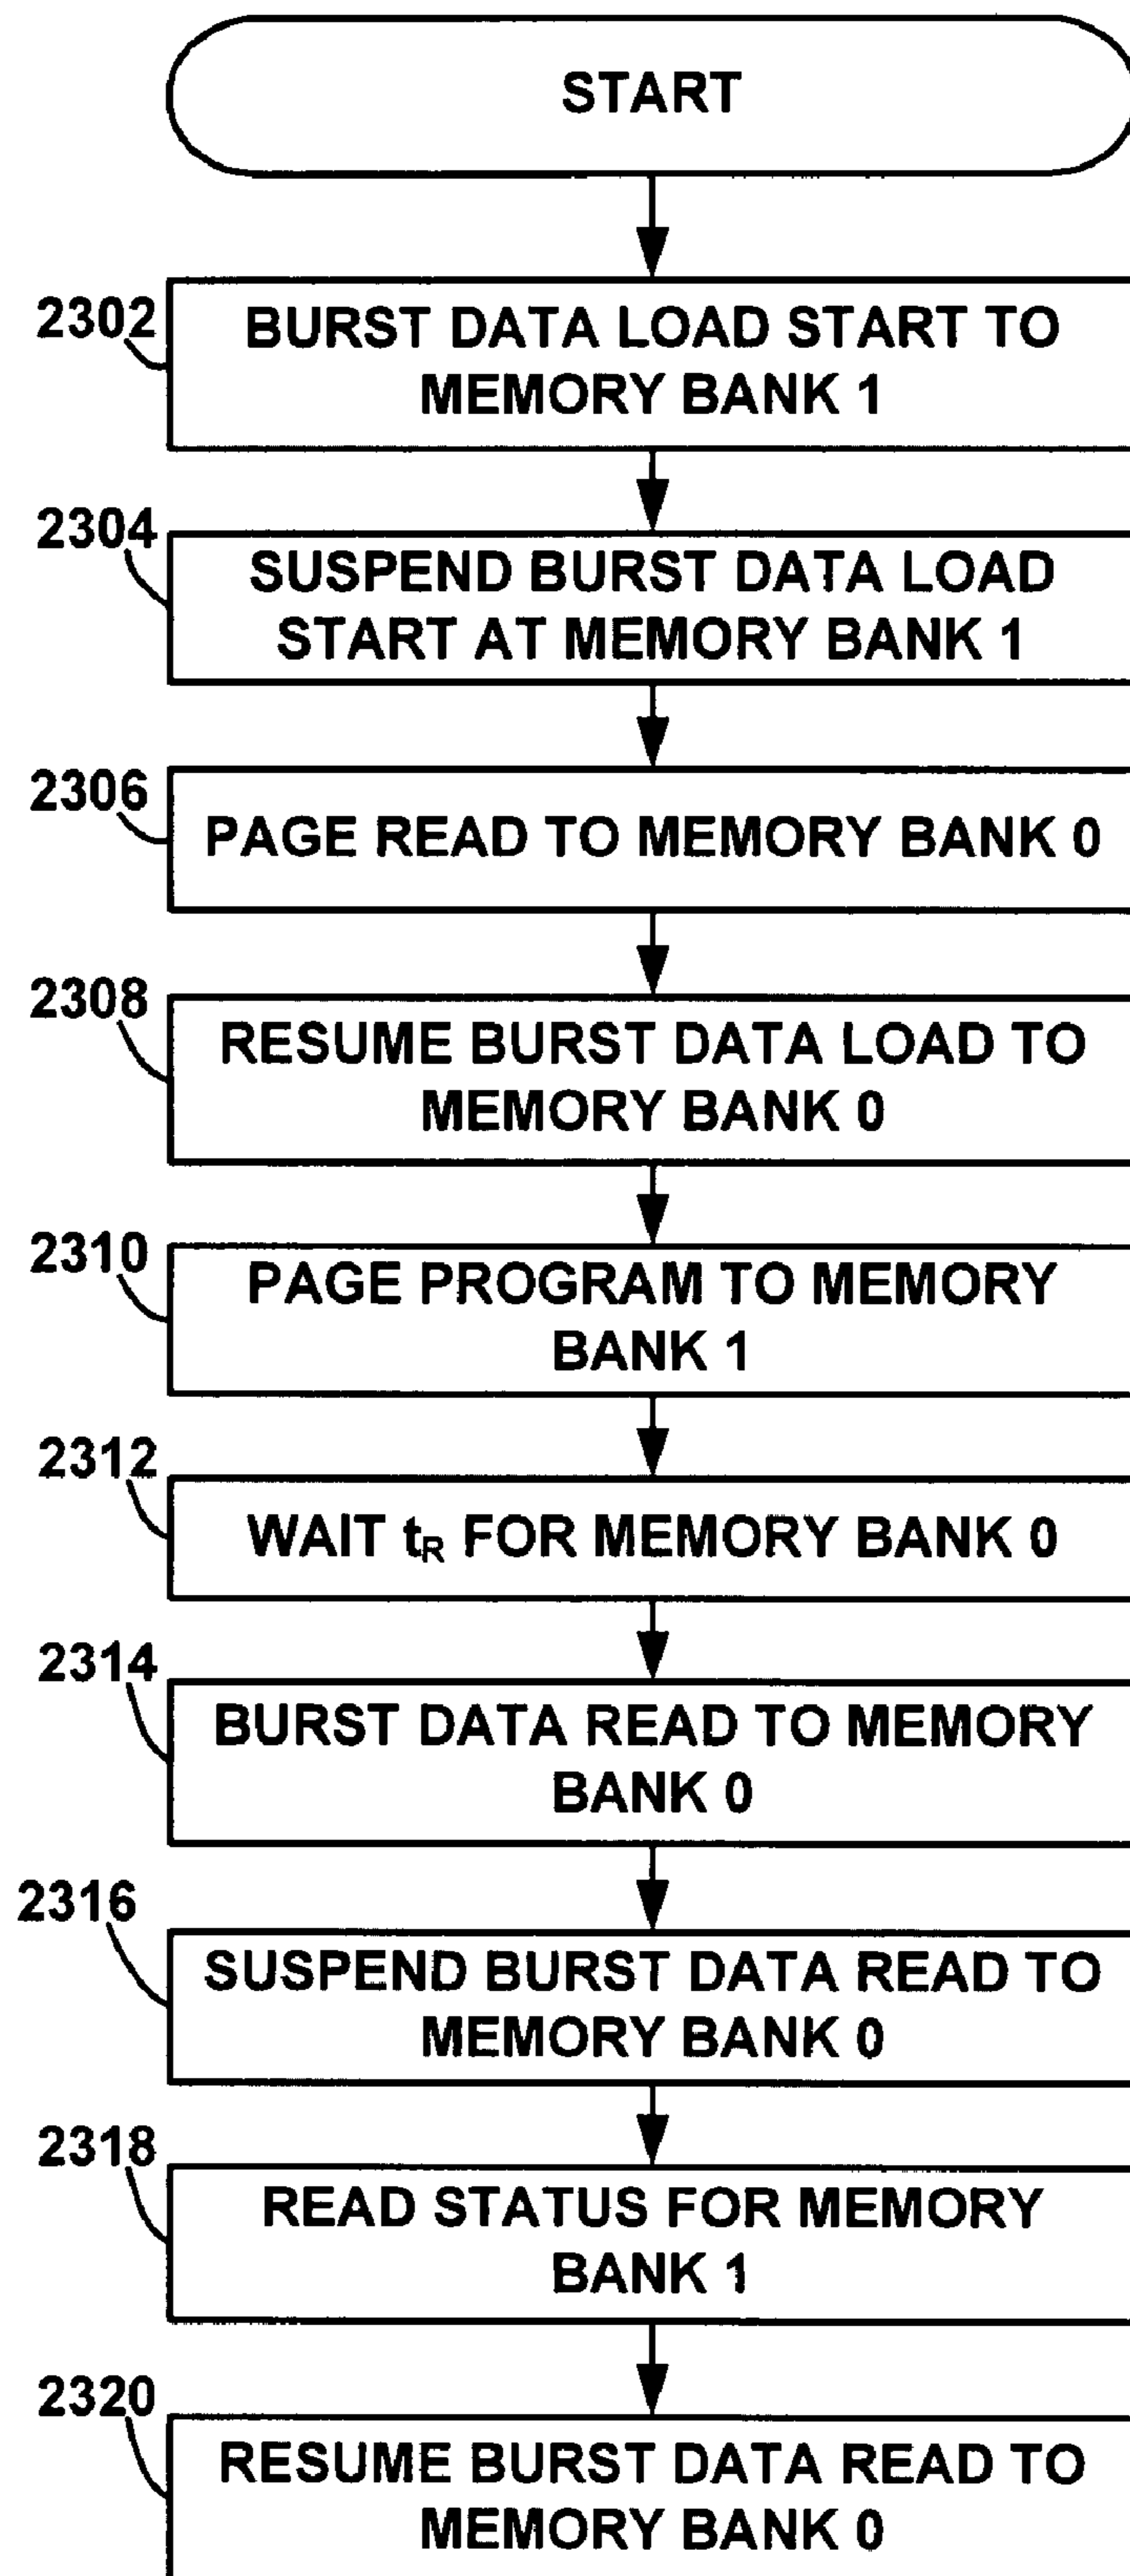 START
2302
BURST DATA LOAD START TO
MEMORY BANK 1
2304
SUSPEND BURST DATA LOAD
START AT MEMORY BANK 1
2306
PAGE READ TO MEMORY BANK 0
2308
RESUME BURST DATA LOAD TO
MEMORY BANK 0
2310
PAGE PROGRAM TO MEMORY
BANK 1
2312
WAIT tR FOR MEMORY BANK 0
2314
BURST DATA READ TO MEMORY
BANK 0
2316
SUSPEND BURST DATA READ TO
MEMORY BANK 0
2318
READ STATUS FOR MEMORY
BANK 1
2320
RESUME BURST DATA READ TO
MEMORY BANK 0